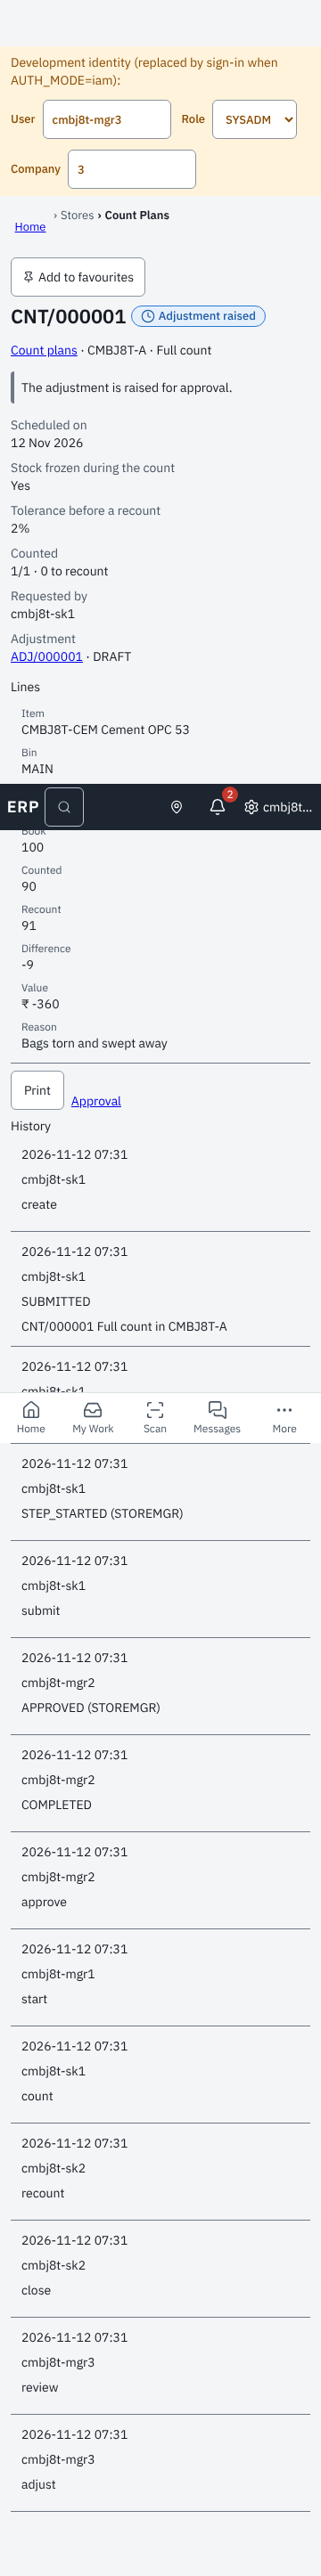 Development identity (replaced by sign-in when
AUTH_MODE=iam):
User cmbj8t-mgr3 Role SYSADM
Company 3
Home › Stores › Count Plans
Add to favourites
CNT/000001 Adjustment raised
Count plans · CMBJ8T-A · Full count
The adjustment is raised for approval.
Scheduled on
12 Nov 2026
Stock frozen during the count
Yes
Tolerance before a recount
2%
Counted
1/1 · 0 to recount
Requested by
cmbj8t-sk1
Adjustment
ADJ/000001 · DRAFT
Lines
Item
CMBJ8T-CEM Cement OPC 53
Bin
MAIN
ERP 2 cmbj8t...
Book
100
Counted
90
Recount
91
Difference
-9
Value
₹ -360
Reason
Bags torn and swept away
Print Approval
History
2026-11-12 07:31
cmbj8t-sk1
create
2026-11-12 07:31
cmbj8t-sk1
SUBMITTED
CNT/000001 Full count in CMBJ8T-A
2026-11-12 07:31
cmbj8t-sk1
Home My Work Scan Messages More
2026-11-12 07:31
cmbj8t-sk1
STEP_STARTED (STOREMGR)
2026-11-12 07:31
cmbj8t-sk1
submit
2026-11-12 07:31
cmbj8t-mgr2
APPROVED (STOREMGR)
2026-11-12 07:31
cmbj8t-mgr2
COMPLETED
2026-11-12 07:31
cmbj8t-mgr2
approve
2026-11-12 07:31
cmbj8t-mgr1
start
2026-11-12 07:31
cmbj8t-sk1
count
2026-11-12 07:31
cmbj8t-sk2
recount
2026-11-12 07:31
cmbj8t-sk2
close
2026-11-12 07:31
cmbj8t-mgr3
review
2026-11-12 07:31
cmbj8t-mgr3
adjust